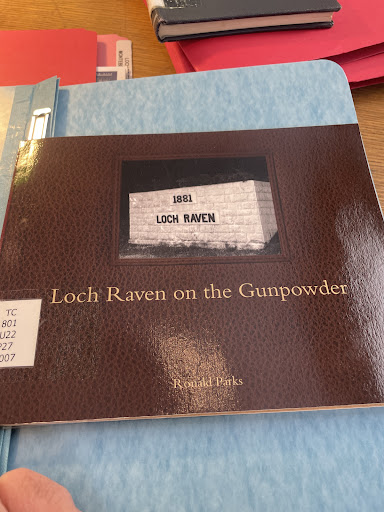 1881
LOCH RAVEN
Loch Raven on the Gunpowder
TC
801
Ronald Parks